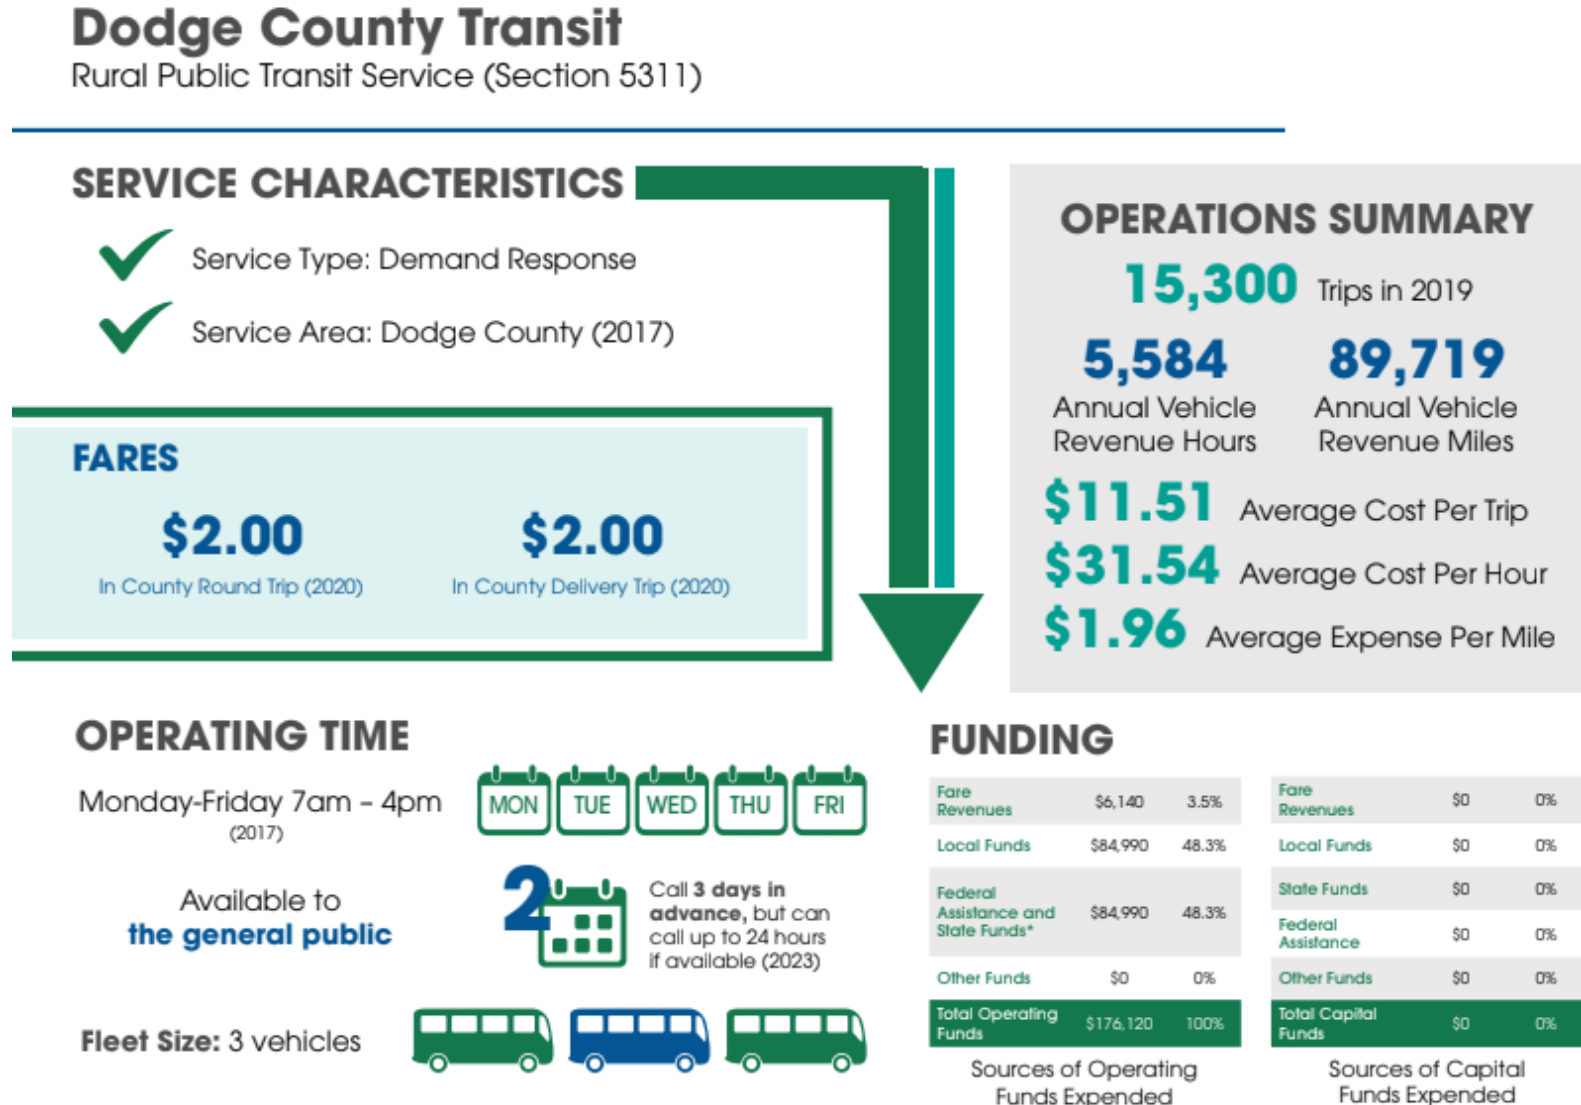 Dodge County Transit
Rural Public Transit Service (Section 5311)
SERVICE CHARACTERISTICS
Service Type: Demand Response
Service Area: Dodge County (2017)
FARES
$2.00
In County Round Trip (2020)
$2.00
In County Delivery Trip (2020)
OPERATIONS SUMMARY
15,300 Trips in 2019
5,584
Annual Vehicle
Revenue Hours
89,719
Annual Vehicle
Revenue Miles
$11.51 Average Cost Per Trip
$31.54 Average Cost Per Hour
$1.96 Average Expense Per Mile
OPERATING TIME
Monday-Friday 7am – 4pm
(2017)
MON TUE WED THU FRI
Available to
the general public
2
Call 3 days in
advance, but can
call up to 24 hours
if available (2023)
Fleet Size: 3 vehicles
FUNDING
Fare
Revenues $6,140 3.5%
Local Funds $84,990 48.3%
Federal
Assistance and
State Funds* $84,990 48.3%
Other Funds $0 0%
Total Operating
Funds $176,120 100%
Sources of Operating
Funds Expended
Fare
Revenues $0 0%
Local Funds $0 0%
State Funds $0 0%
Federal
Assistance $0 0%
Other Funds $0 0%
Total Capital
Funds $0 0%
Sources of Capital
Funds Expended